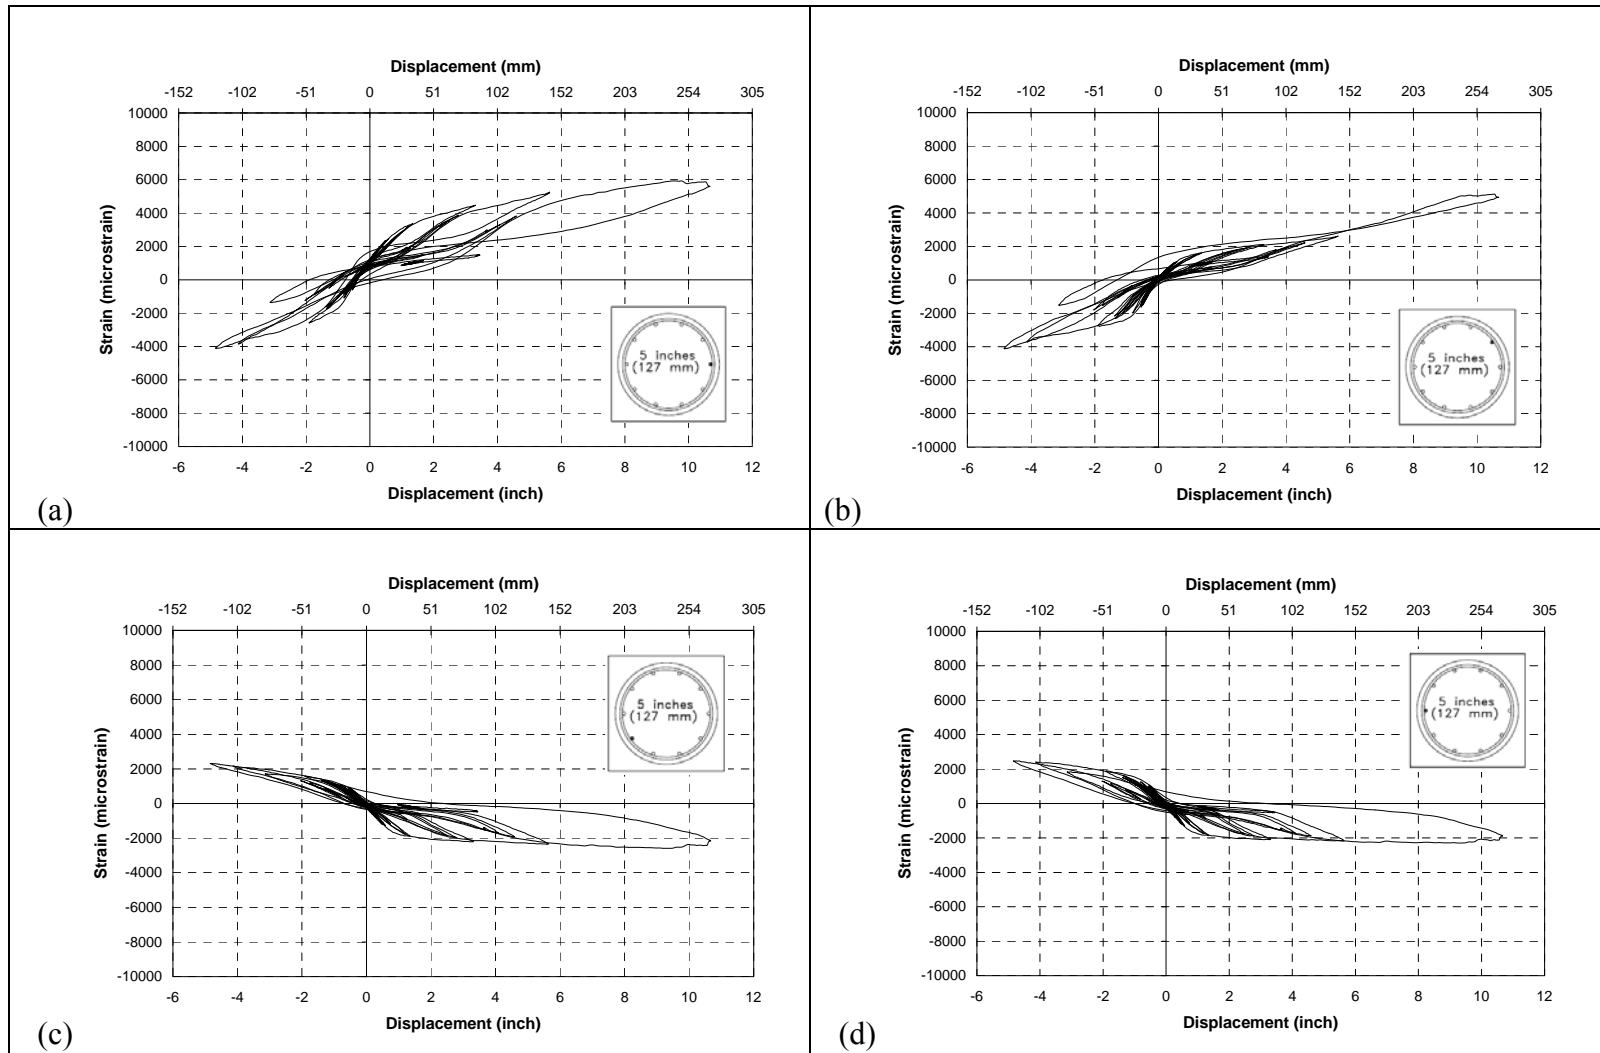 Displacement (mm)
-152 -102 -51 0 51 102 152 203 254 305
10000
8000
6000
4000
2000
0
-2000
-4000
-6000
-8000
-10000
Strain (microstrain)
5 inches
(127 mm)
-6 -4 -2 0 2 4 6 8 10 12
Displacement (inch)
(a)
Displacement (mm)
-152 -102 -51 0 51 102 152 203 254 305
10000
8000
6000
4000
2000
0
-2000
-4000
-6000
-8000
-10000
Strain (microstrain)
5 inches
(127 mm)
-6 -4 -2 0 2 4 6 8 10 12
Displacement (inch)
(b)
Displacement (mm)
-152 -102 -51 0 51 102 152 203 254 305
10000
8000
6000
4000
2000
0
-2000
-4000
-6000
-8000
-10000
Strain (microstrain)
5 inches
(127 mm)
-6 -4 -2 0 2 4 6 8 10 12
Displacement (inch)
(c)
Displacement (mm)
-152 -102 -51 0 51 102 152 203 254 305
10000
8000
6000
4000
2000
0
-2000
-4000
-6000
-8000
-10000
Strain (microstrain)
5 inches
(127 mm)
-6 -4 -2 0 2 4 6 8 10 12
Displacement (inch)
(d)